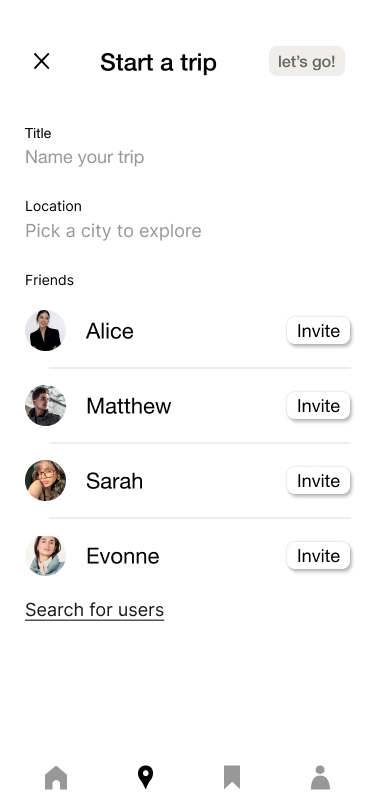 Start a trip
let's go!
Title
Name your trip
Location
Pick a city to explore
Friends
Alice
Invite
Matthew
Invite
Sarah
Invite
Evonne
Invite
Search for users